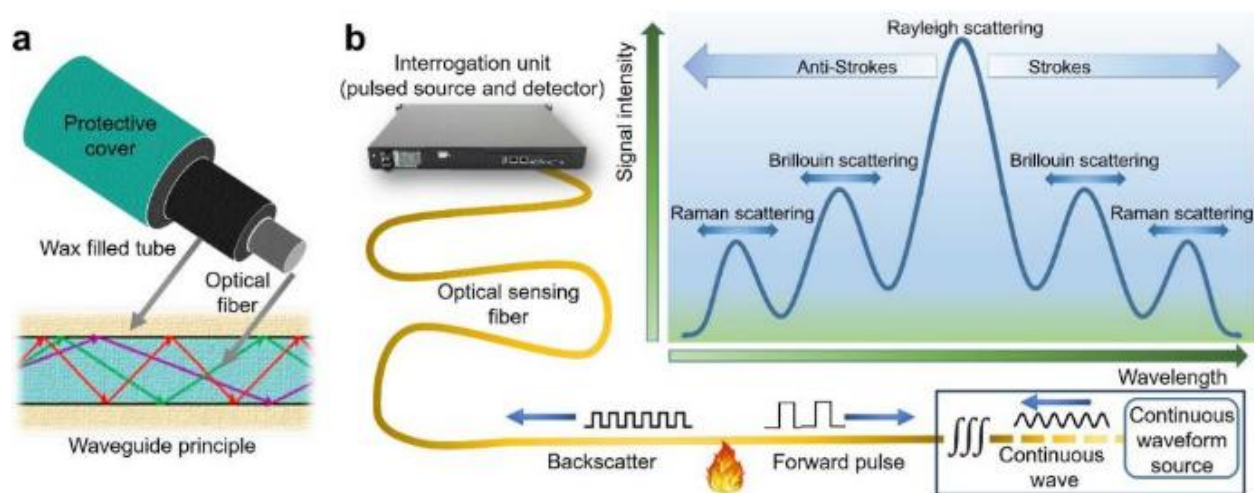 a
Protective
cover
Wax filled tube
Optical
fiber
Waveguide principle
b
Interrogation unit
(pulsed source and detector)
Optical sensing
fiber
Signal intensity
Rayleigh scattering
Anti-Strokes
Strokes
Brillouin scattering
Brillouin scattering
Raman scattering
Raman scattering
Wavelength
Backscatter
Forward pulse
∫∫∫
Continuous
wave
Continuous
waveform
source